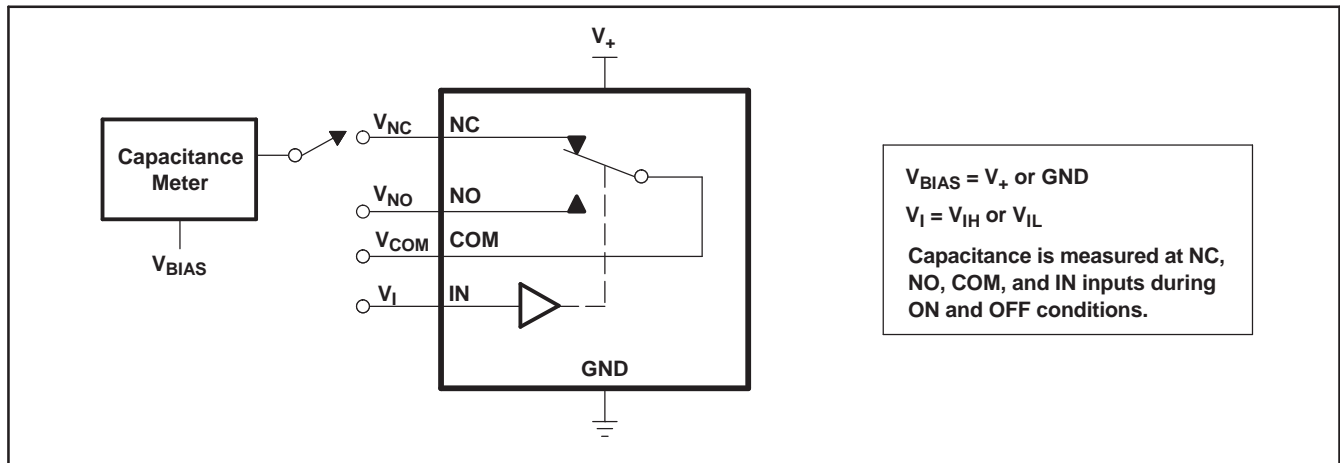 V+
Capacitance
Meter
VBIAS
VNC
NC
VNO
NO
VCOM
COM
VI
IN
GND
VBIAS = V+ or GND
VI = VIH or VIL
Capacitance is measured at NC,
NO, COM, and IN inputs during
ON and OFF conditions.